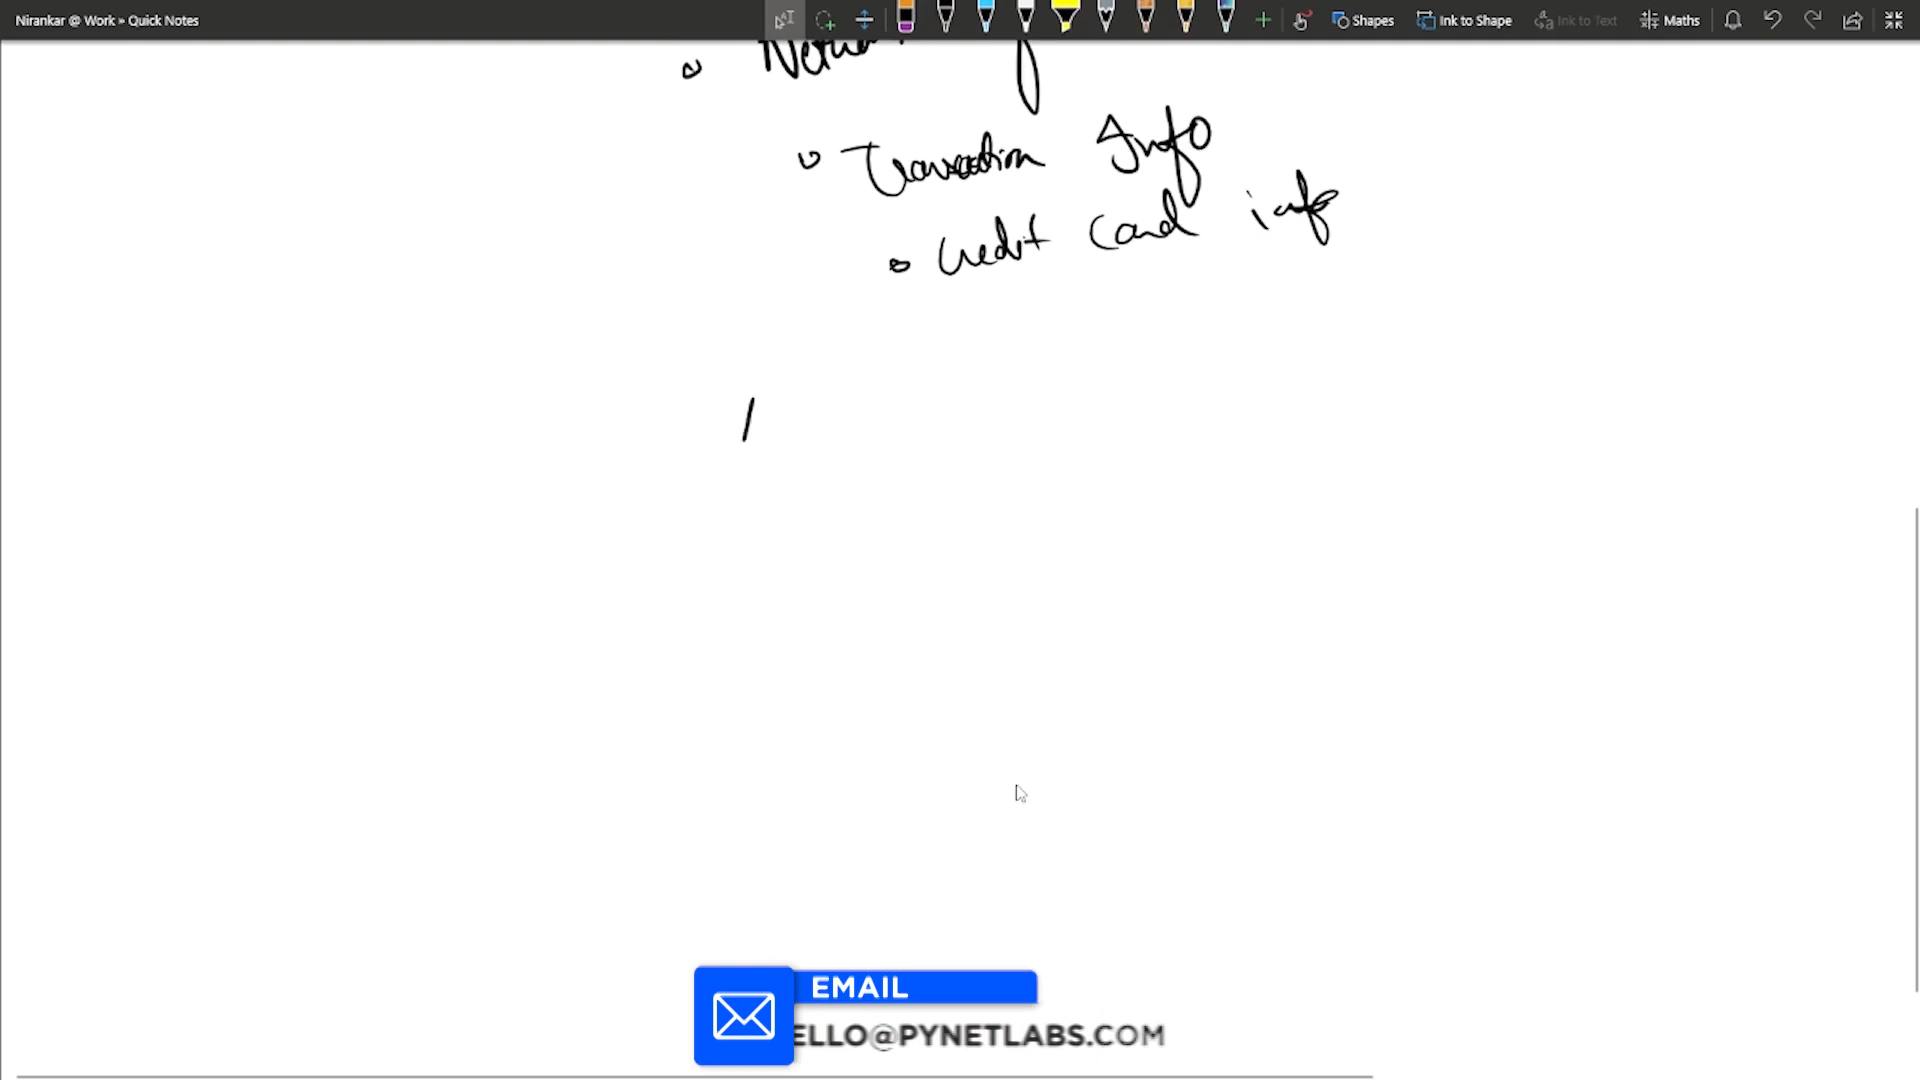 Nirankar @ Work » Quick Notes
Shapes
Ink to Shape
Ink to Text
Maths
Transaction Info
Credit Card info
EMAIL
ELLO@PYNETLABS.COM